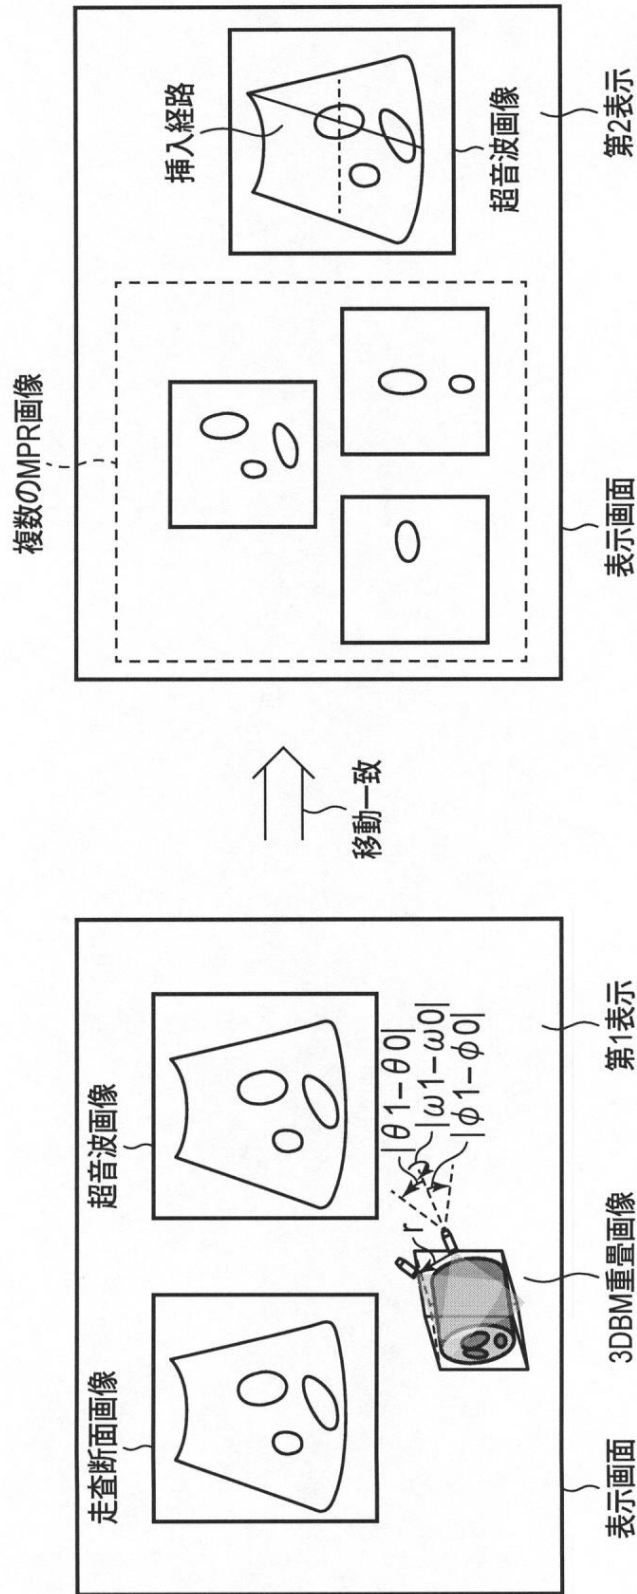 走査断面画像
超音波画像
r
|θ1−θ0|
|ω1−ω0|
|φ1−φ0|
表示画面
3DBM重畳画像
第1表示
移動一致
複数のMPR画像
挿入経路
超音波画像
表示画面
第2表示